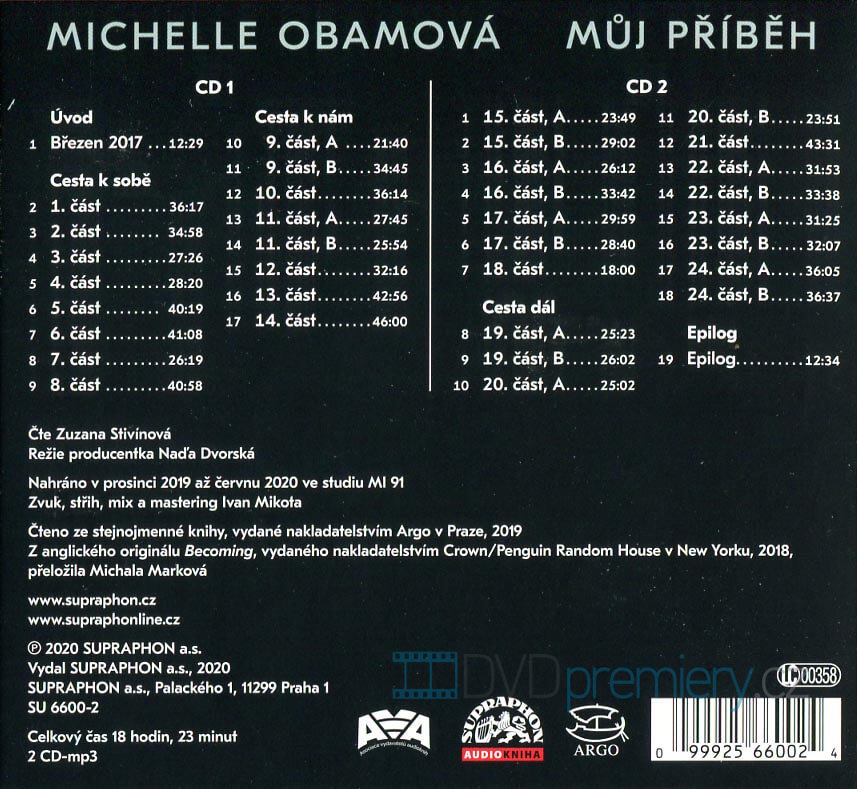 MICHELLE OBAMOVÁ MŮJ PŘÍBĚH
CD 1
Úvod
1 Březen 2017 ...12:29
Cesta k sobě
2 1. část .........36:17
3 2. část .........34:58
4 3. část .........27:26
5 4. část .........28:20
6 5. část .........40:19
7 6. část .........41:08
8 7. část .........26:19
9 8. část .........40:58
Cesta k nám
10 9. část, A ....21:40
11 9. část, B.....34:45
12 10. část........36:14
13 11. část, A.....27:45
14 11. část, B.....25:54
15 12. část........32:16
16 13. část........42:56
17 14. část........46:00
CD 2
1 15. část, A.....23:49
2 15. část, B.....29:02
3 16. část, A.....26:12
4 16. část, B.....33:42
5 17. část, A.....29:59
6 17. část, B.....28:40
7 18. část........18:00
Cesta dál
8 19. část, A.....25:23
9 19. část, B.....26:02
10 20. část, A.....25:02
11 20. část, B.....23:51
12 21. část ........43:31
13 22. část, A.....31:53
14 22. část, B.....33:38
15 23. část, A.....31:25
16 23. část, B.....32:07
17 24. část, A.....36:05
18 24. část, B.....36:37
Epilog
19 Epilog..........12:34
Čte Zuzana Stivínová
Režie producentka Naďa Dvorská
Nahráno v prosinci 2019 až červnu 2020 ve studiu MI 91
Zvuk, střih, mix a mastering Ivan Mikota
Čteno ze stejnojmenné knihy, vydané nakladatelstvím Argo v Praze, 2019
Z anglického originálu Becoming, vydaného nakladatelstvím Crown/Penguin Random House v New Yorku, 2018,
přeložila Michala Marková
www.supraphon.cz
www.supraphonline.cz
℗ 2020 SUPRAPHON a.s.
Vydal SUPRAPHON a.s., 2020
SUPRAPHON a.s., Palackého 1, 11299 Praha 1
SU 6600-2
Celkový čas 18 hodin, 23 minut
2 CD-mp3
DVDpremiery.cz
LC 00358
AVA
Asociace vydavatelů audioknih
SUPRAPHON
AUDIOKNIHA
ARGO
0 99925 66002 4